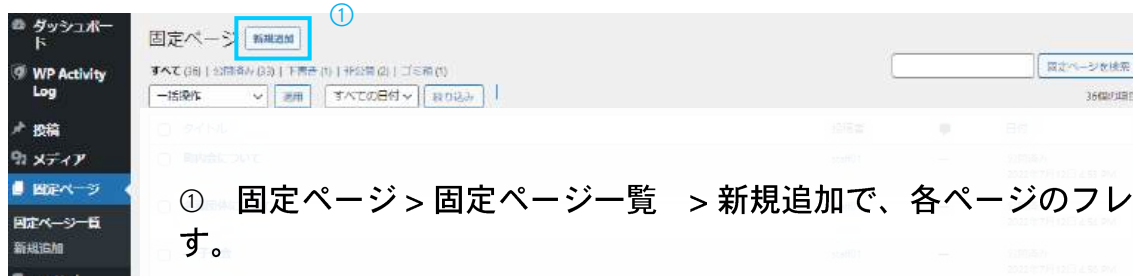 ①
ダッシュボー
ド
WP Activity
Log
投稿
メディア
固定ページ
固定ページ一覧
新規追加
固定ページ 新規追加
すべて (36) | 公開済み (33) | 下書き (1) | 非公開 (2) | ゴミ箱 (1)
固定ページを検索
一括操作 適用 すべての日付 絞り込み
36個の項目
タイトル
① 固定ページ > 固定ページ一覧 > 新規追加で、各ページのフレ
す。